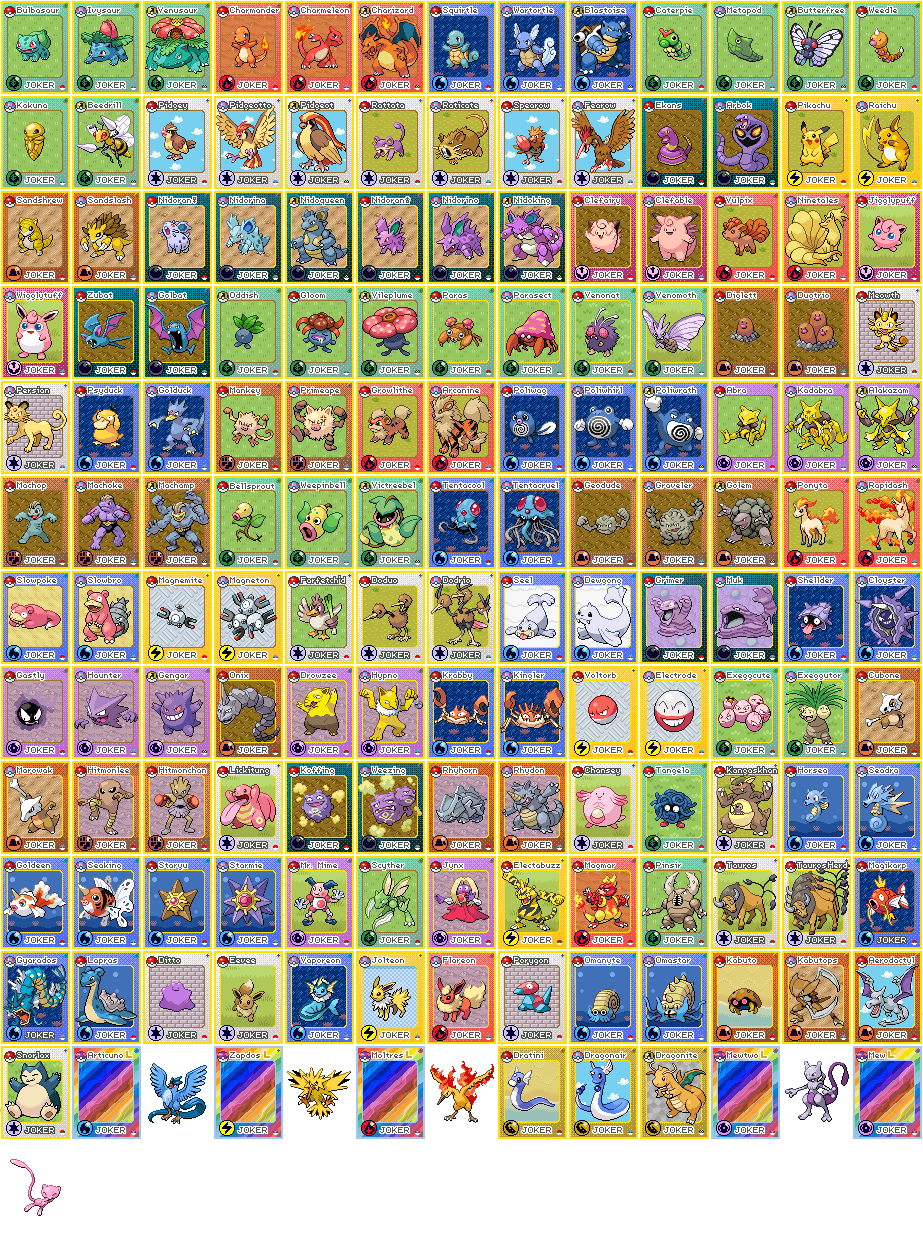 Bulbasaur Ivysaur Venusaur Charmander Charmeleon Charizard Squirtle Wartortle Blastoise Caterpie Metapod Butterfree Weedle
JOKER JOKER JOKER JOKER JOKER JOKER JOKER JOKER JOKER JOKER JOKER JOKER JOKER
Kakuna Beedrill Pidgey Pidgeotto Pidgeot Rattata Raticate Spearow Fearow Ekans Arbok Pikachu Raichu
JOKER JOKER JOKER JOKER JOKER JOKER JOKER JOKER JOKER JOKER JOKER JOKER JOKER
Sandshrew Sandslash Nidoran♀ Nidorina Nidoqueen Nidoran♂ Nidorino Nidoking Clefairy Clefable Vulpix Ninetales Jigglypuff
JOKER JOKER JOKER JOKER JOKER JOKER JOKER JOKER JOKER JOKER JOKER JOKER JOKER
Wigglytuff Zubat Golbat Oddish Gloom Vileplume Paras Parasect Venonat Venomoth Diglett Dugtrio Meowth
JOKER JOKER JOKER JOKER JOKER JOKER JOKER JOKER JOKER JOKER JOKER JOKER JOKER
Persian Psyduck Golduck Mankey Primeape Growlithe Arcanine Poliwag Poliwhirl Poliwrath Abra Kadabra Alakazam
JOKER JOKER JOKER JOKER JOKER JOKER JOKER JOKER JOKER JOKER JOKER JOKER JOKER
Machop Machoke Machamp Bellsprout Weepinbell Victreebel Tentacool Tentacruel Geodude Graveler Golem Ponyta Rapidash
JOKER JOKER JOKER JOKER JOKER JOKER JOKER JOKER JOKER JOKER JOKER JOKER JOKER
Slowpoke Slowbro Magnemite Magneton Farfetch'd Doduo Dodrio Seel Dewgong Grimer Muk Shellder Cloyster
JOKER JOKER JOKER JOKER JOKER JOKER JOKER JOKER JOKER JOKER JOKER JOKER JOKER
Gastly Haunter Gengar Onix Drowzee Hypno Krabby Kingler Voltorb Electrode Exeggcute Exeggutor Cubone
JOKER JOKER JOKER JOKER JOKER JOKER JOKER JOKER JOKER JOKER JOKER JOKER JOKER
Marowak Hitmonlee Hitmonchan Lickitung Koffing Weezing Rhyhorn Rhydon Chansey Tangela Kangaskhan Horsea Seadra
JOKER JOKER JOKER JOKER JOKER JOKER JOKER JOKER JOKER JOKER JOKER JOKER JOKER
Goldeen Seaking Staryu Starmie Mr. Mime Scyther Jynx Electabuzz Magmar Pinsir Tauros TaurosHerd Magikarp
JOKER JOKER JOKER JOKER JOKER JOKER JOKER JOKER JOKER JOKER JOKER JOKER JOKER
Gyarados Lapras Ditto Eevee Vaporeon Jolteon Flareon Porygon Omanyte Omastar Kabuto Kabutops Aerodactyl
JOKER JOKER JOKER JOKER JOKER JOKER JOKER JOKER JOKER JOKER JOKER JOKER JOKER
Snorlax Articuno L Zapdos L Moltres L Dratini Dragonair Dragonite Mewtwo L Mew L
JOKER JOKER JOKER JOKER JOKER JOKER JOKER JOKER JOKER